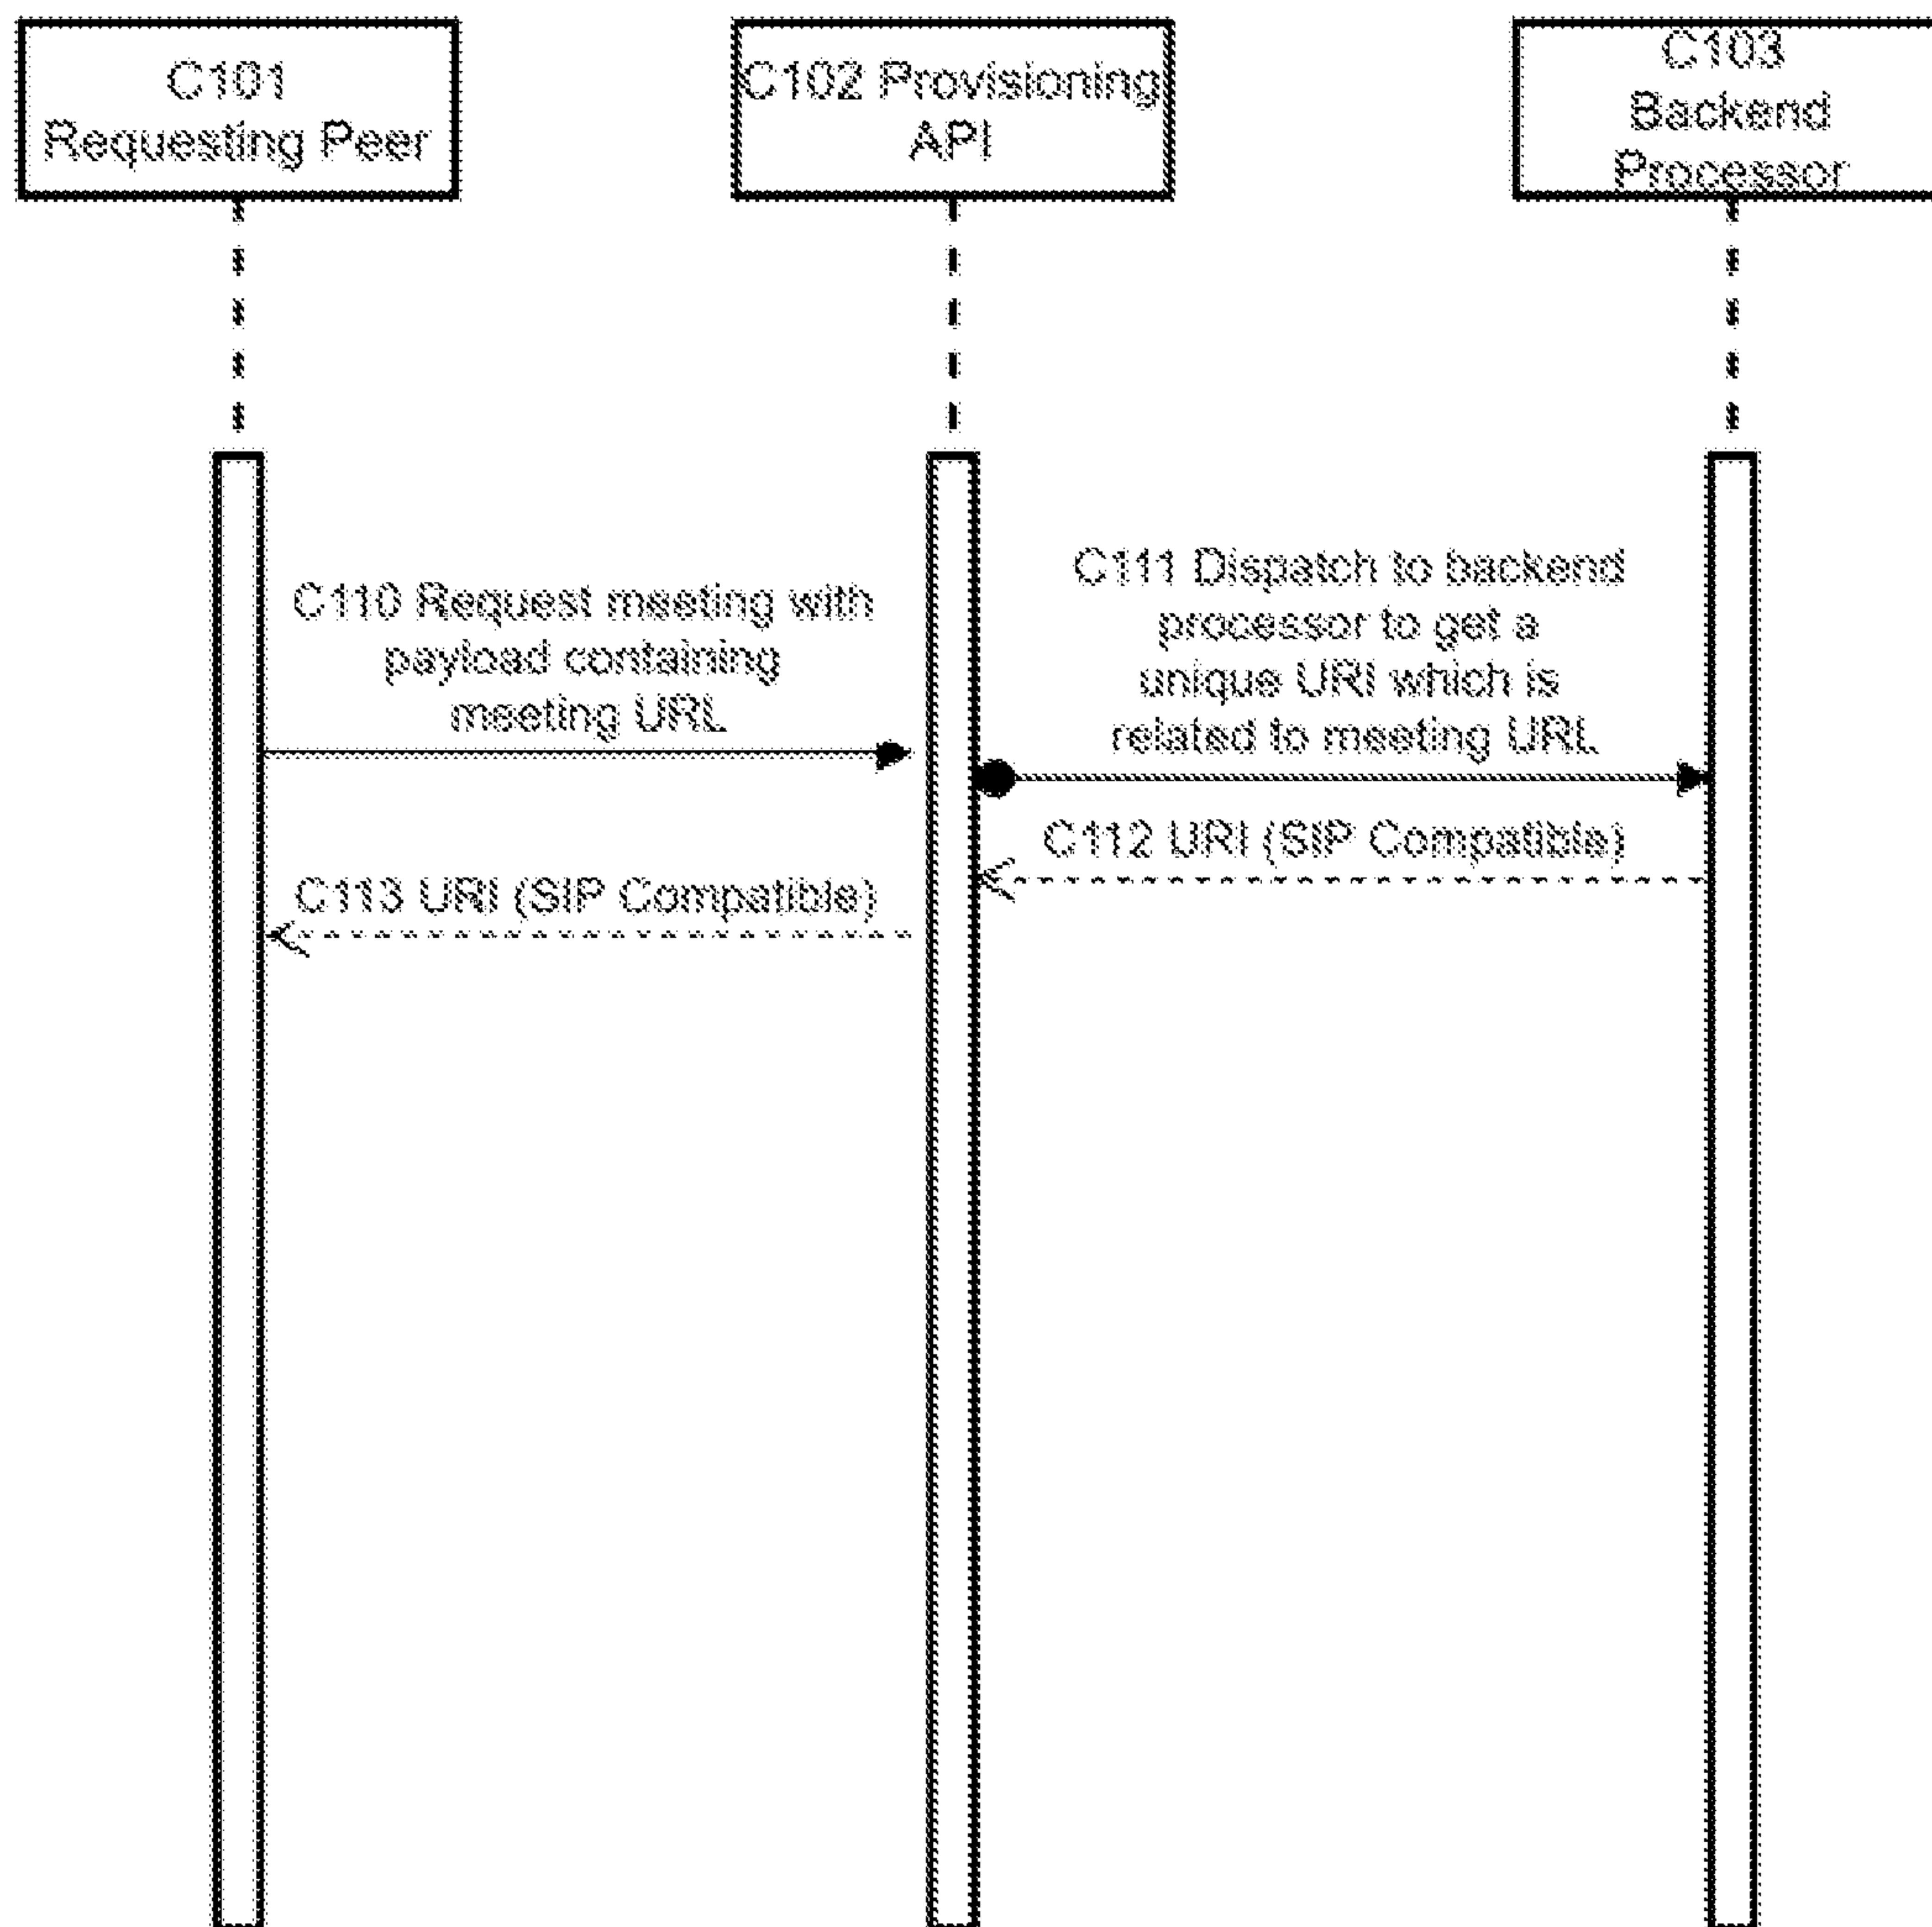 C101
Requesting Peer
C102 Provisioning
API
C103
Backend
Processor
C110 Request meeting with
payload containing
meeting URL
C111 Dispatch to backend
processor to get a
unique URI which is
related to meeting URL
C112 URI (SIP Compatible)
C113 URI (SIP Compatible)